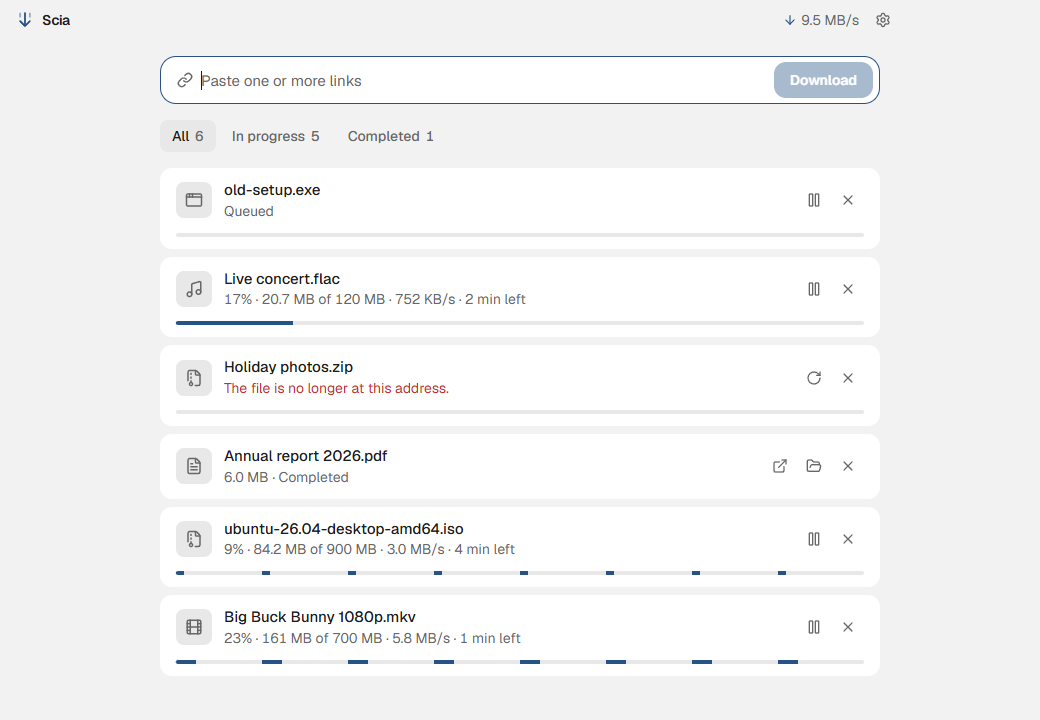 Scia
9.5 MB/s
Paste one or more links
Download
All 6
In progress 5
Completed 1
old-setup.exe
Queued
Live concert.flac
17% · 20.7 MB of 120 MB · 752 KB/s · 2 min left
Holiday photos.zip
The file is no longer at this address.
Annual report 2026.pdf
6.0 MB · Completed
ubuntu-26.04-desktop-amd64.iso
9% · 84.2 MB of 900 MB · 3.0 MB/s · 4 min left
Big Buck Bunny 1080p.mkv
23% · 161 MB of 700 MB · 5.8 MB/s · 1 min left